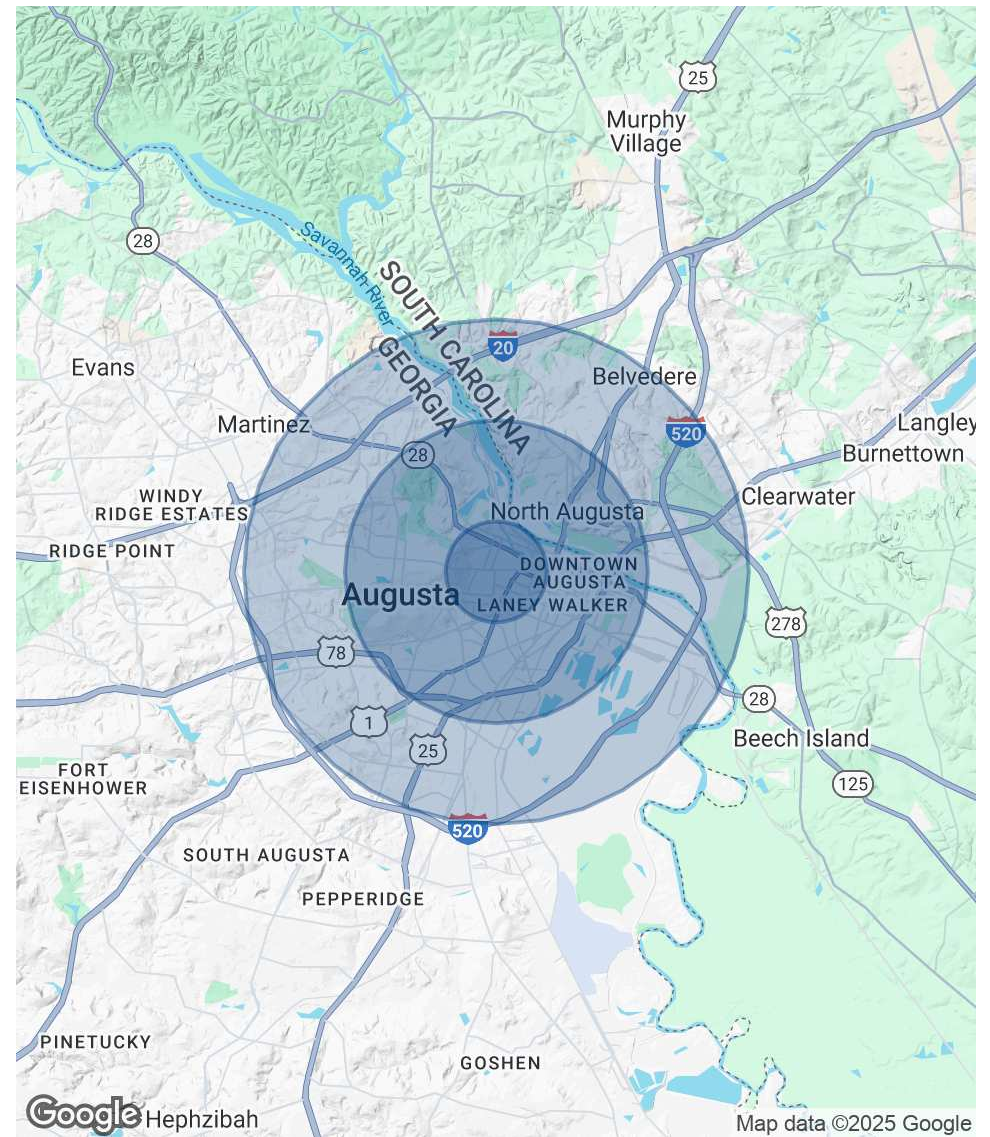 25
Murphy
Village
28
Savannah River
SOUTH CAROLINA
GEORGIA
20
Evans
Belvedere
Martinez
520
Langley
Burnettown
28
WINDY
RIDGE ESTATES
Clearwater
North Augusta
RIDGE POINT
DOWNTOWN
AUGUSTA
Augusta
LANEY WALKER
278
78
28
1
25
Beech Island
FORT
EISENHOWER
125
520
SOUTH AUGUSTA
PEPPERIDGE
PINETUCKY
GOSHEN
Google
Hephzibah
Map data ©2025 Google